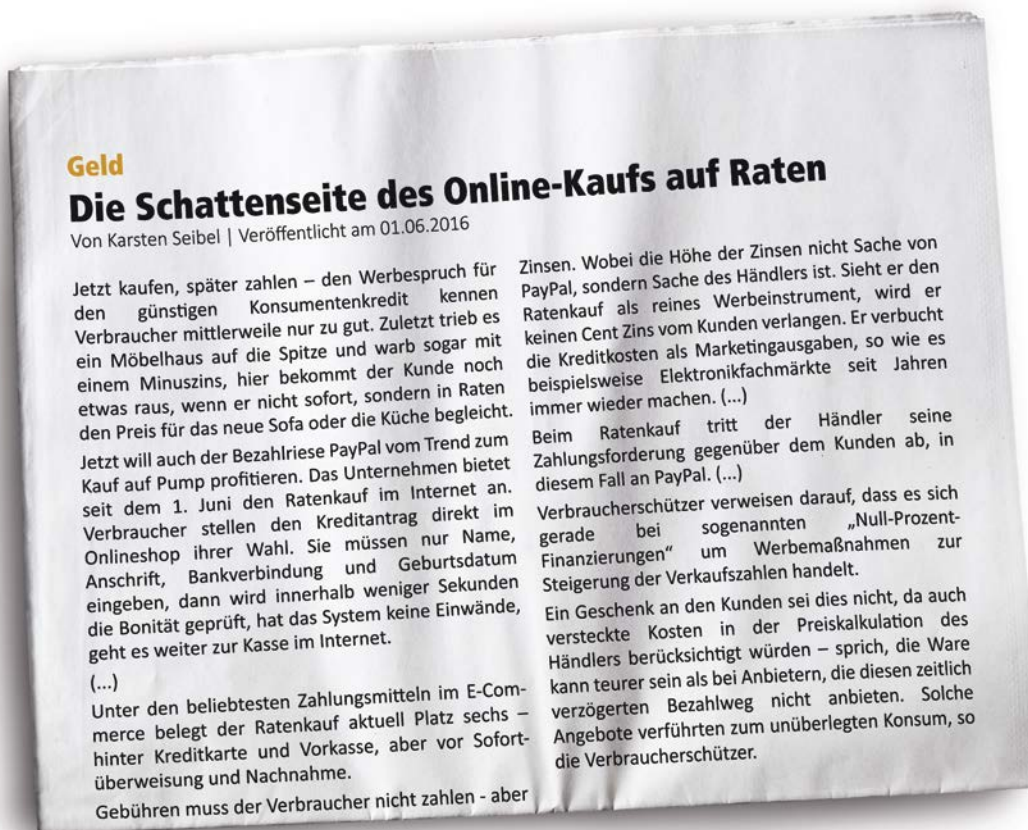 Geld
Die Schattenseite des Online-Kaufs auf Raten
Von Karsten Seibel | Veröffentlicht am 01.06.2016
Jetzt kaufen, später zahlen – den Werbespruch für
den günstigen Konsumentenkredit kennen
Verbraucher mittlerweile nur zu gut. Zuletzt trieb es
ein Möbelhaus auf die Spitze und warb sogar mit
einem Minuszins, hier bekommt der Kunde noch
etwas raus, wenn er nicht sofort, sondern in Raten
den Preis für das neue Sofa oder die Küche begleicht.
Jetzt will auch der Bezahlriese PayPal vom Trend zum
Kauf auf Pump profitieren. Das Unternehmen bietet
seit dem 1. Juni den Ratenkauf im Internet an.
Verbraucher stellen den Kreditantrag direkt im
Onlineshop ihrer Wahl. Sie müssen nur Name,
Anschrift, Bankverbindung und Geburtsdatum
eingeben, dann wird innerhalb weniger Sekunden
die Bonität geprüft, hat das System keine Einwände,
geht es weiter zur Kasse im Internet.
(...)
Unter den beliebtesten Zahlungsmitteln im E-Com-
merce belegt der Ratenkauf aktuell Platz sechs –
hinter Kreditkarte und Vorkasse, aber vor Sofort-
überweisung und Nachnahme.
Gebühren muss der Verbraucher nicht zahlen - aber
Zinsen. Wobei die Höhe der Zinsen nicht Sache von
PayPal, sondern Sache des Händlers ist. Sieht er den
Ratenkauf als reines Werbeinstrument, wird er
keinen Cent Zins vom Kunden verlangen. Er verbucht
die Kreditkosten als Marketingausgaben, so wie es
beispielsweise Elektronikfachmärkte seit Jahren
immer wieder machen. (...)
Beim Ratenkauf tritt der Händler seine
Zahlungsforderung gegenüber dem Kunden ab, in
diesem Fall an PayPal. (...)
Verbraucherschützer verweisen darauf, dass es sich
gerade bei sogenannten „Null-Prozent-
Finanzierungen“ um Werbemaßnahmen zur
Steigerung der Verkaufszahlen handelt.
Ein Geschenk an den Kunden sei dies nicht, da auch
versteckte Kosten in der Preiskalkulation des
Händlers berücksichtigt würden – sprich, die Ware
kann teurer sein als bei Anbietern, die diesen zeitlich
verzögerten Bezahlweg nicht anbieten. Solche
Angebote verführten zum unüberlegten Konsum, so
die Verbraucherschützer.